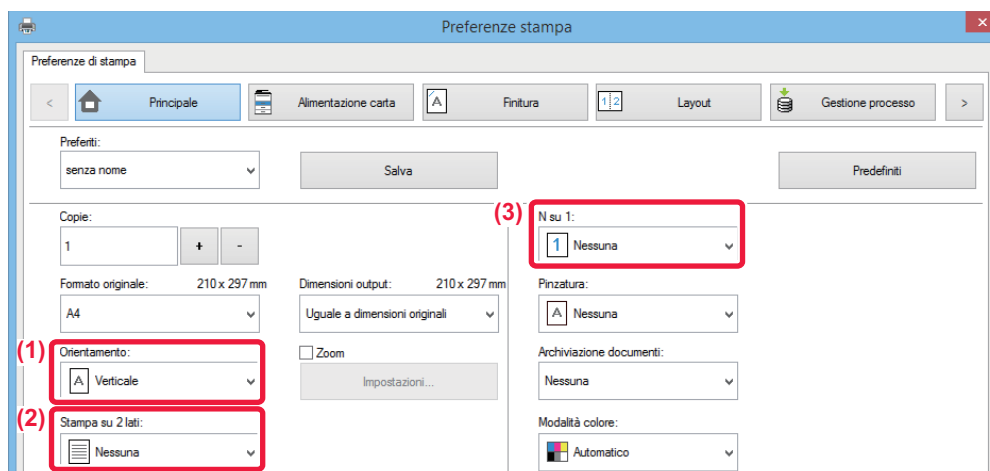 Preferenze stampa
Preferenze di stampa
< Principale Alimentazione carta A Finitura 1 2 Layout Gestione processo >
Preferiti:
senza nome Salva Predefiniti
Copie: (3) N su 1:
1 + - 1 Nessuna
Formato originale: 210 x 297 mm Dimensioni output: 210 x 297 mm Pinzatura:
A4 Uguale a dimensioni originali A Nessuna
(1) Orientamento: Zoom Archiviazione documenti:
A Verticale Impostazioni... Nessuna
(2) Stampa su 2 lati: Modalità colore:
Nessuna Automatico